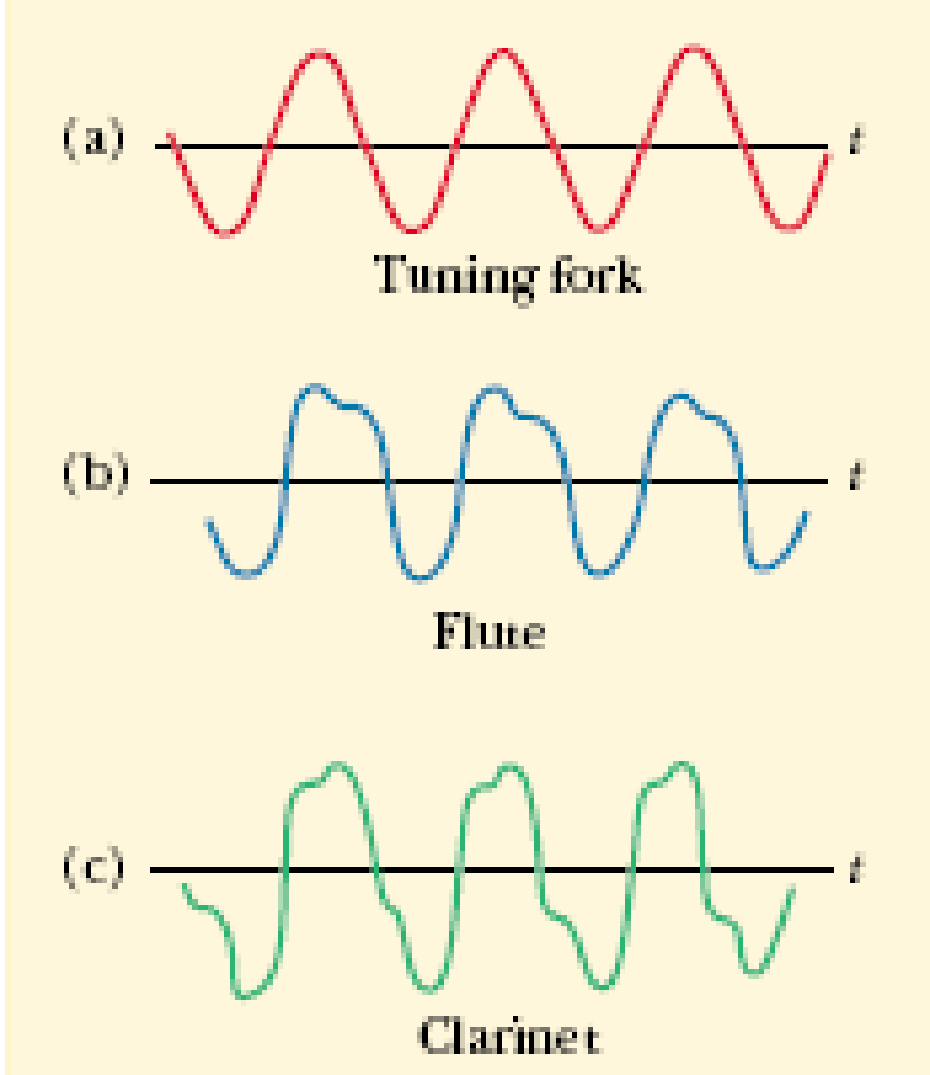 (a) t
Tuning fork
(b) t
Flute
(c) t
Clarinet